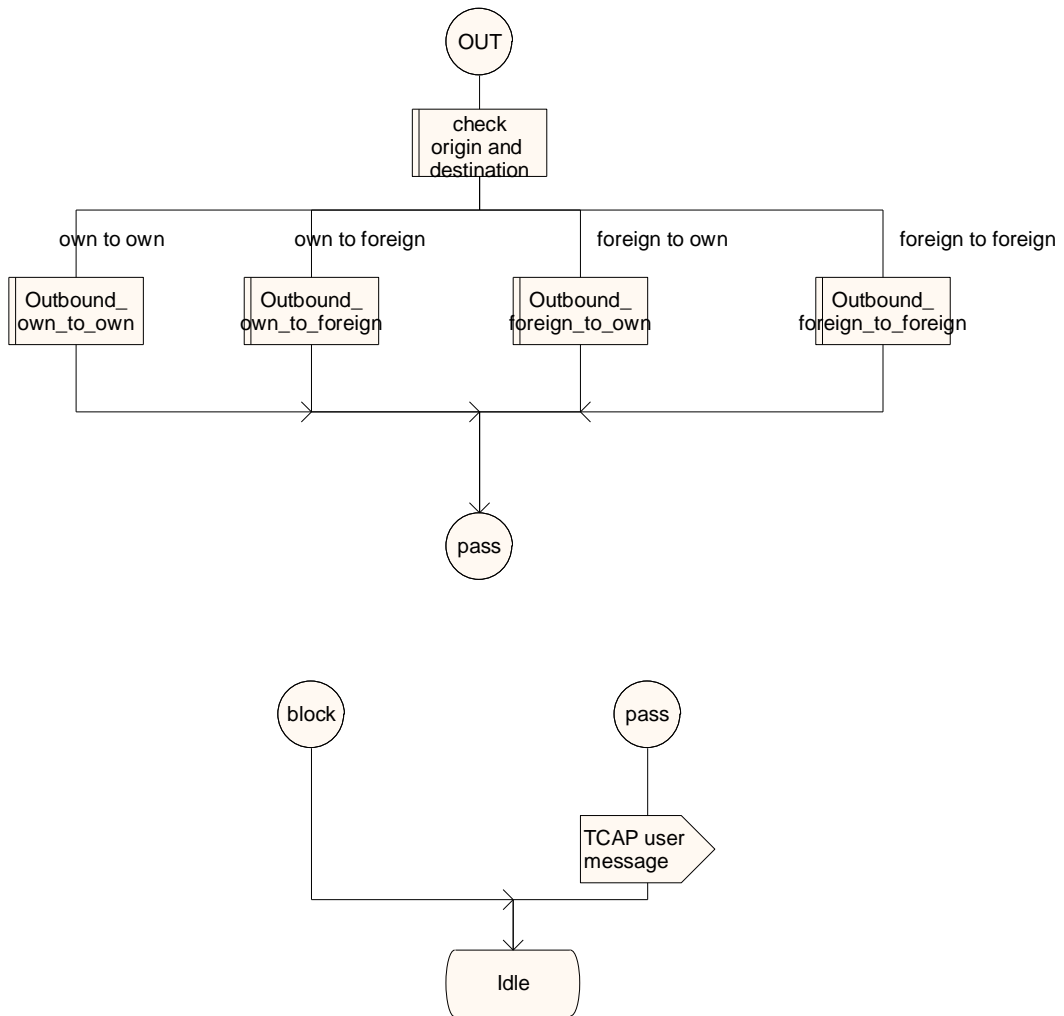 OUT
check
origin and
destination
own to own
own to foreign
foreign to own
foreign to foreign
Outbound_
own_to_own
Outbound_
own_to_foreign
Outbound_
foreign_to_own
Outbound_
foreign_to_foreign
pass
block
pass
TCAP user
message
Idle